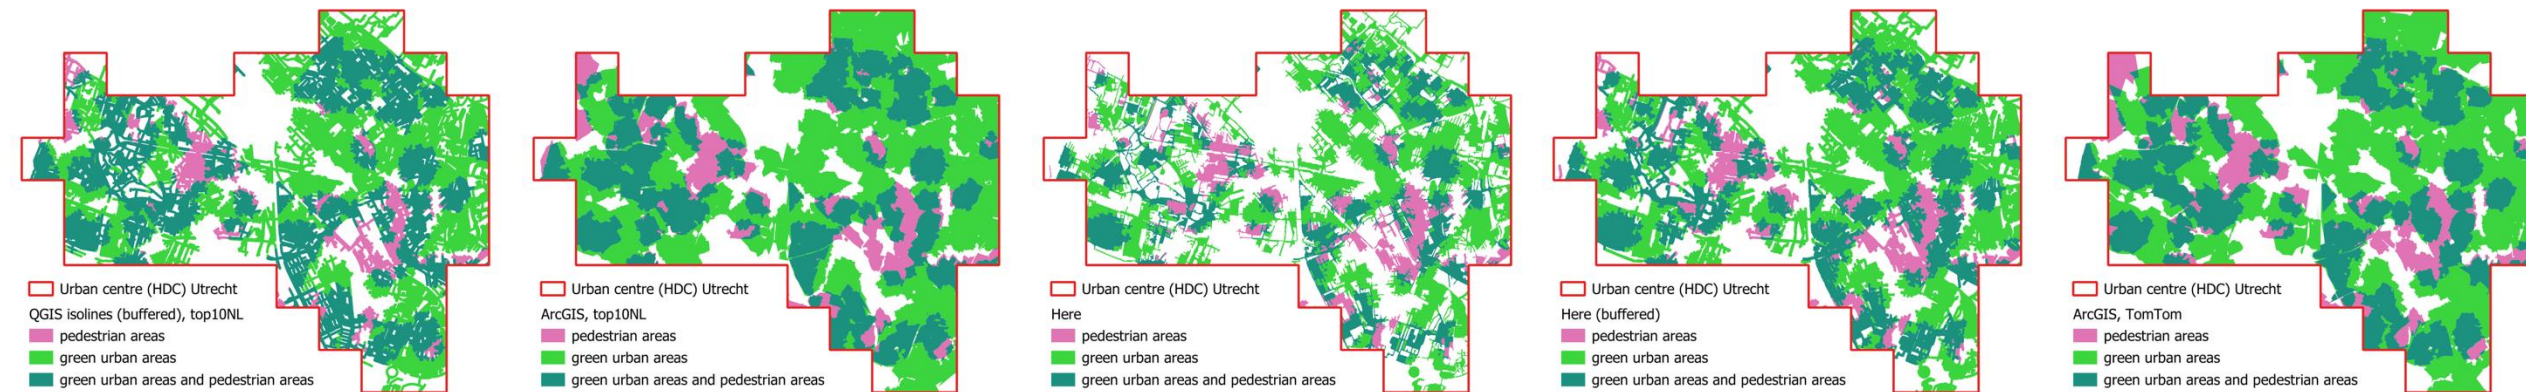 Urban centre (HDC) Utrecht
QGIS isolines (buffered), top10NL
pedestrian areas
green urban areas
green urban areas and pedestrian areas
Urban centre (HDC) Utrecht
ArcGIS, top10NL
pedestrian areas
green urban areas
green urban areas and pedestrian areas
Urban centre (HDC) Utrecht
Here
pedestrian areas
green urban areas
green urban areas and pedestrian areas
Urban centre (HDC) Utrecht
Here (buffered)
pedestrian areas
green urban areas
green urban areas and pedestrian areas
Urban centre (HDC) Utrecht
ArcGIS, TomTom
pedestrian areas
green urban areas
green urban areas and pedestrian areas